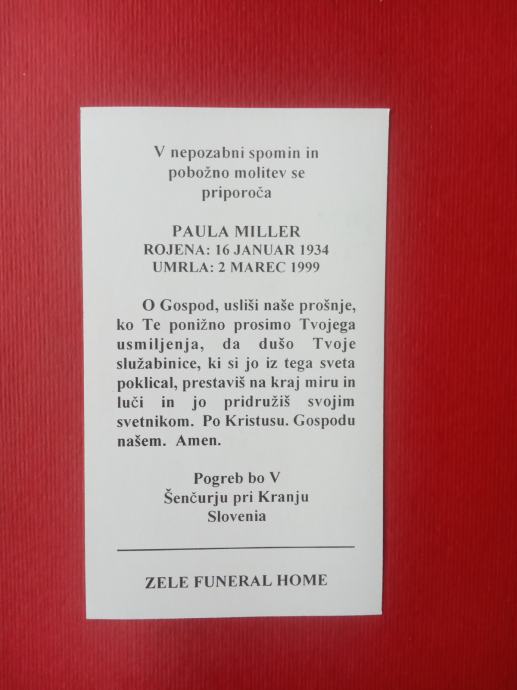 V nepozabni spomin in
pobožno molitev se
priporoča
PAULA MILLER
ROJENA: 16 JANUAR 1934
UMRLA: 2 MAREC 1999
O Gospod, usliši naše prošnje,
ko Te ponižno prosimo Tvojega
usmiljenja, da dušo Tvoje
služabinice, ki si jo iz tega sveta
poklical, prestaviš na kraj miru in
luči in jo pridružiš svojim
svetnikom. Po Kristusu. Gospodu
našem. Amen.
Pogreb bo V
Šenčurju pri Kranju
Slovenia
ZELE FUNERAL HOME